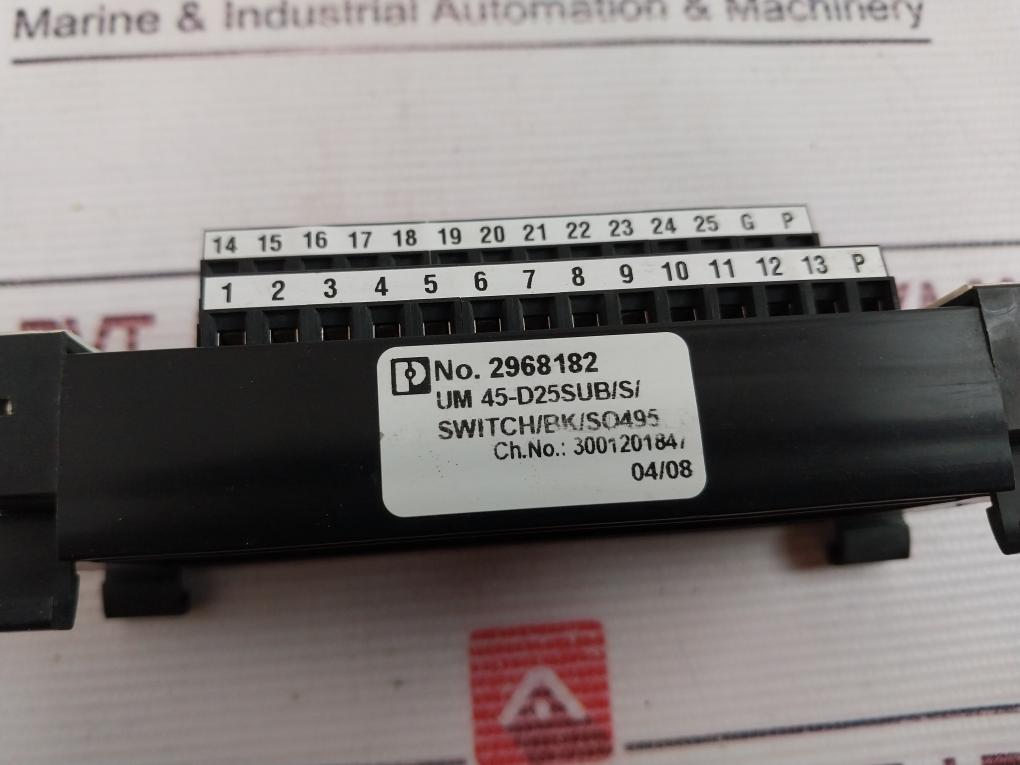 Marine & Industrial Automation & Machinery
14 15 16 17 18 19 20 21 22 23 24 25 G P
1 2 3 4 5 6 7 8 9 10 11 12 13 P
PVT
No. 2968182
UM 45-D25SUB/S/
SWITCH/BK/SO495
Ch.No.: 3001201847
04/08